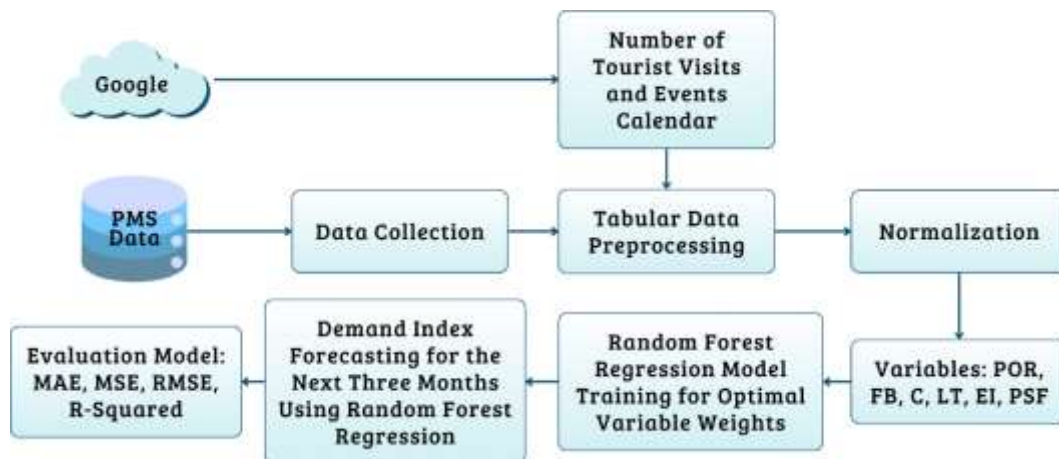 Google
Number of
Tourist Visits
and Events
Calendar
PMS
Data
Data Collection
Tabular Data
Preprocessing
Normalization
Variables: POR,
FB, C, LT, EI, PSF
Random Forest
Regression Model
Training for Optimal
Variable Weights
Demand Index
Forecasting for the
Next Three Months
Using Random Forest
Regression
Evaluation Model:
MAE, MSE, RMSE,
R-Squared